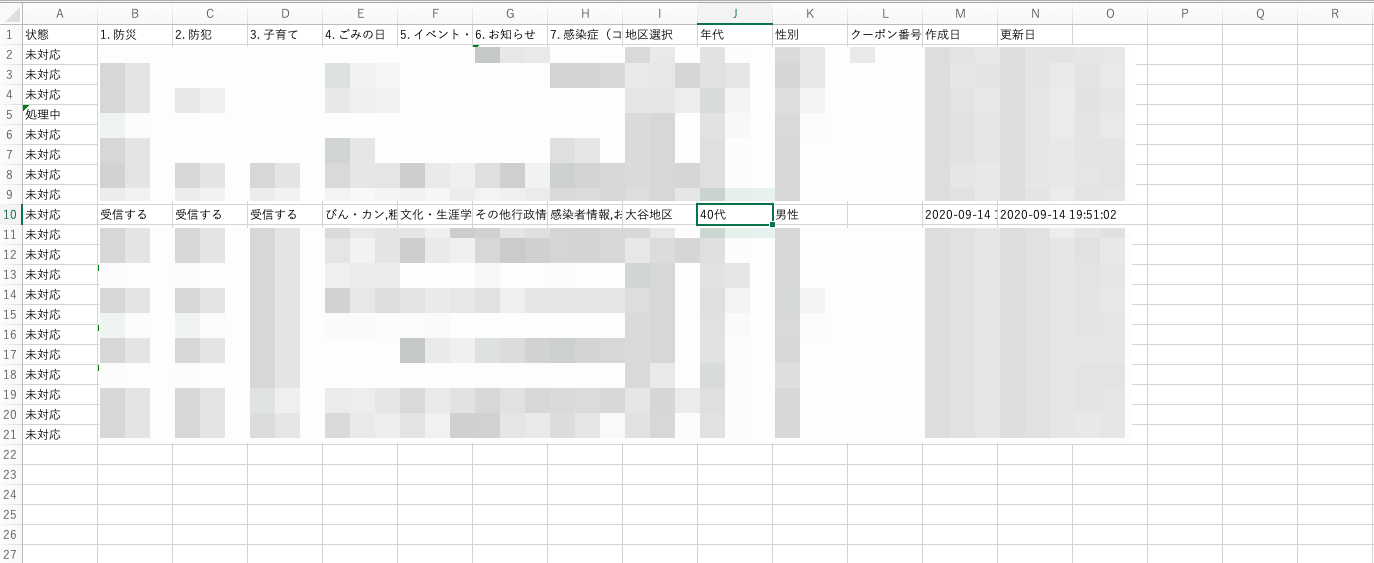 A B C D E F G H I J K L M N O P Q R
1 状態 1. 防災 2. 防犯 3. 子育て 4. ごみの日 5. イベント・ 6. お知らせ 7. 感染症（コ 地区選択 年代 性別 クーポン番号 作成日 更新日
2 未対応
3 未対応
4 未対応
5 処理中
6 未対応
7 未対応
8 未対応
9 未対応
10 未対応 受信する 受信する 受信する びん・カン,粗 文化・生涯学 その他行政情 感染者情報,お 大谷地区 40代 男性 2020-09-14 2020-09-14 19:51:02
11 未対応
12 未対応
13 未対応
14 未対応
15 未対応
16 未対応
17 未対応
18 未対応
19 未対応
20 未対応
21 未対応
22
23
24
25
26
27